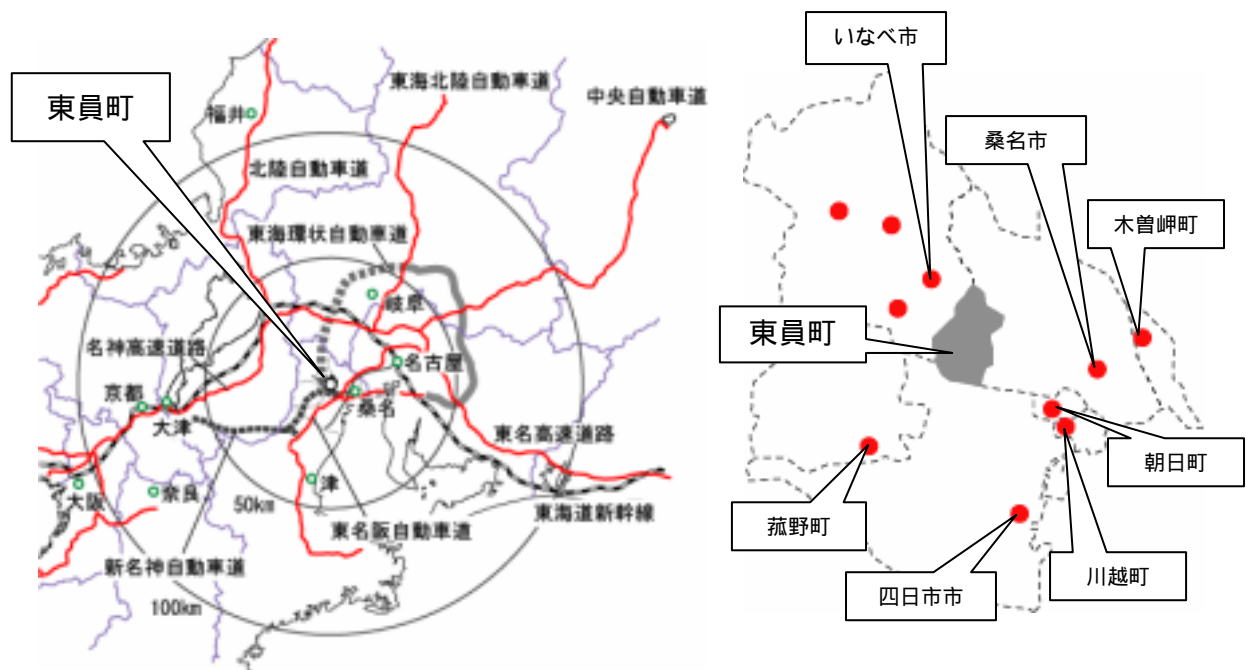 東員町
福井
東海北陸自動車道
中央自動車道
北陸自動車道
東海環状自動車道
岐阜
名神高速道路
名古屋
京都
桑名
大津
東名高速道路
津
大阪
奈良
50km
東海道新幹線
東名阪自動車道
新名神自動車道
100km
いなべ市
桑名市
木曽岬町
東員町
朝日町
菰野町
川越町
四日市市